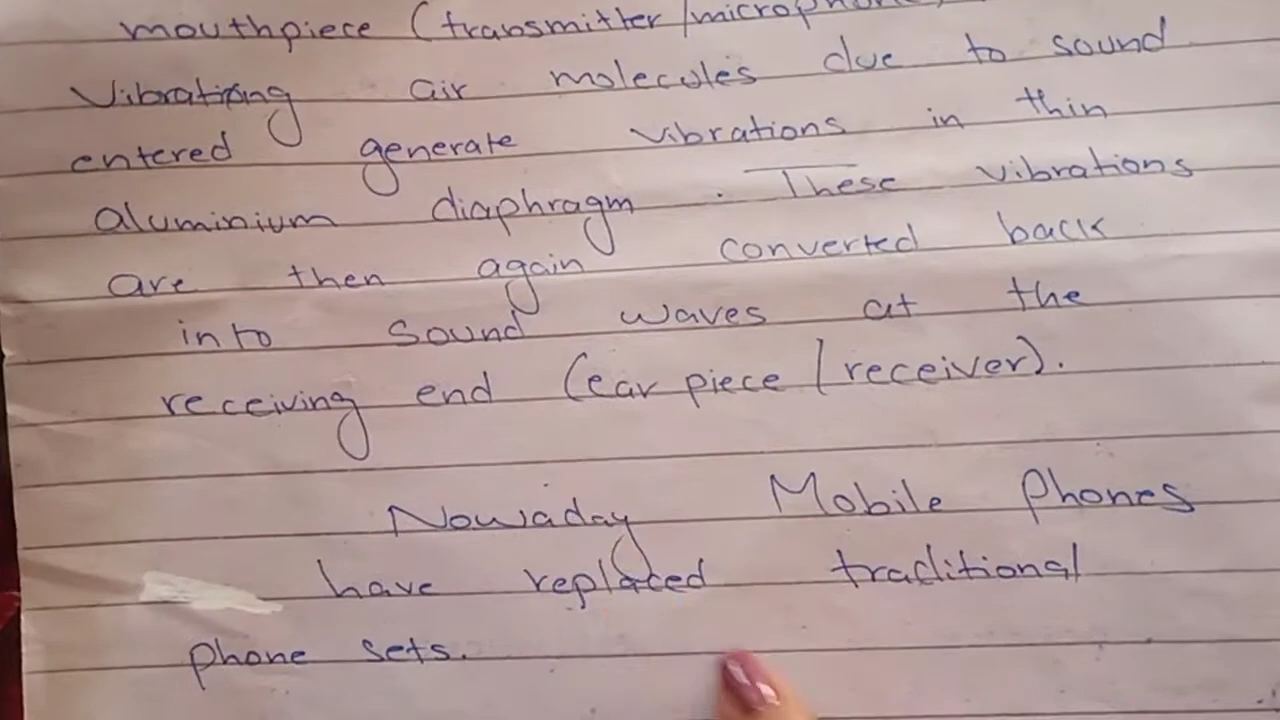 mouthpiece (transmitter/microphone)
Vibrating air molecules due to sound
entered generate vibrations in thin
aluminium diaphragm. These vibrations
are then again converted back
into sound waves at the
receiving end (ear piece/receiver).
Nowaday Mobile Phones
have replaced traditional
phone sets.